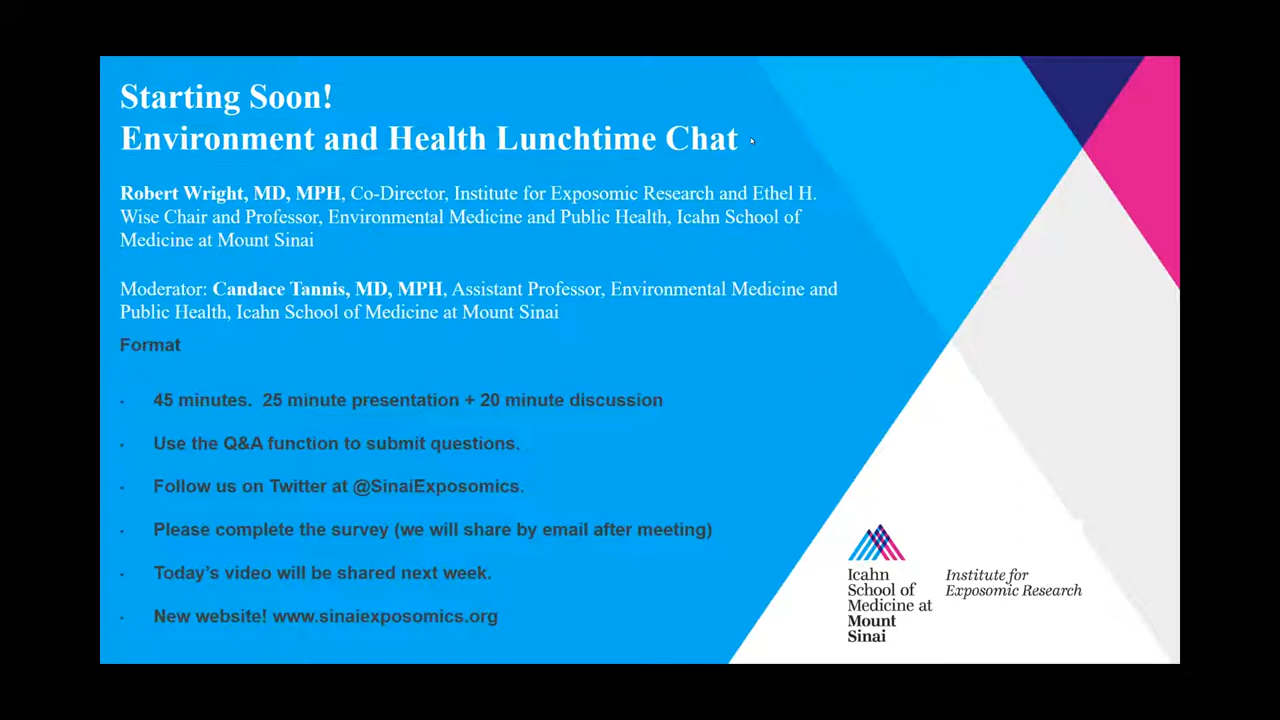 Starting Soon!
Environment and Health Lunchtime Chat
Robert Wright, MD, MPH, Co-Director, Institute for Exposomic Research and Ethel H.
Wise Chair and Professor, Environmental Medicine and Public Health, Icahn School of
Medicine at Mount Sinai
Moderator: Candace Tannis, MD, MPH, Assistant Professor, Environmental Medicine and
Public Health, Icahn School of Medicine at Mount Sinai
Format
• 45 minutes.  25 minute presentation + 20 minute discussion
• Use the Q&A function to submit questions.
• Follow us on Twitter at @SinaiExposomics.
• Please complete the survey (we will share by email after meeting)
• Today's video will be shared next week.
• New website! www.sinaiexposomics.org
Icahn
School of
Medicine at
Mount
Sinai
Institute for
Exposomic Research